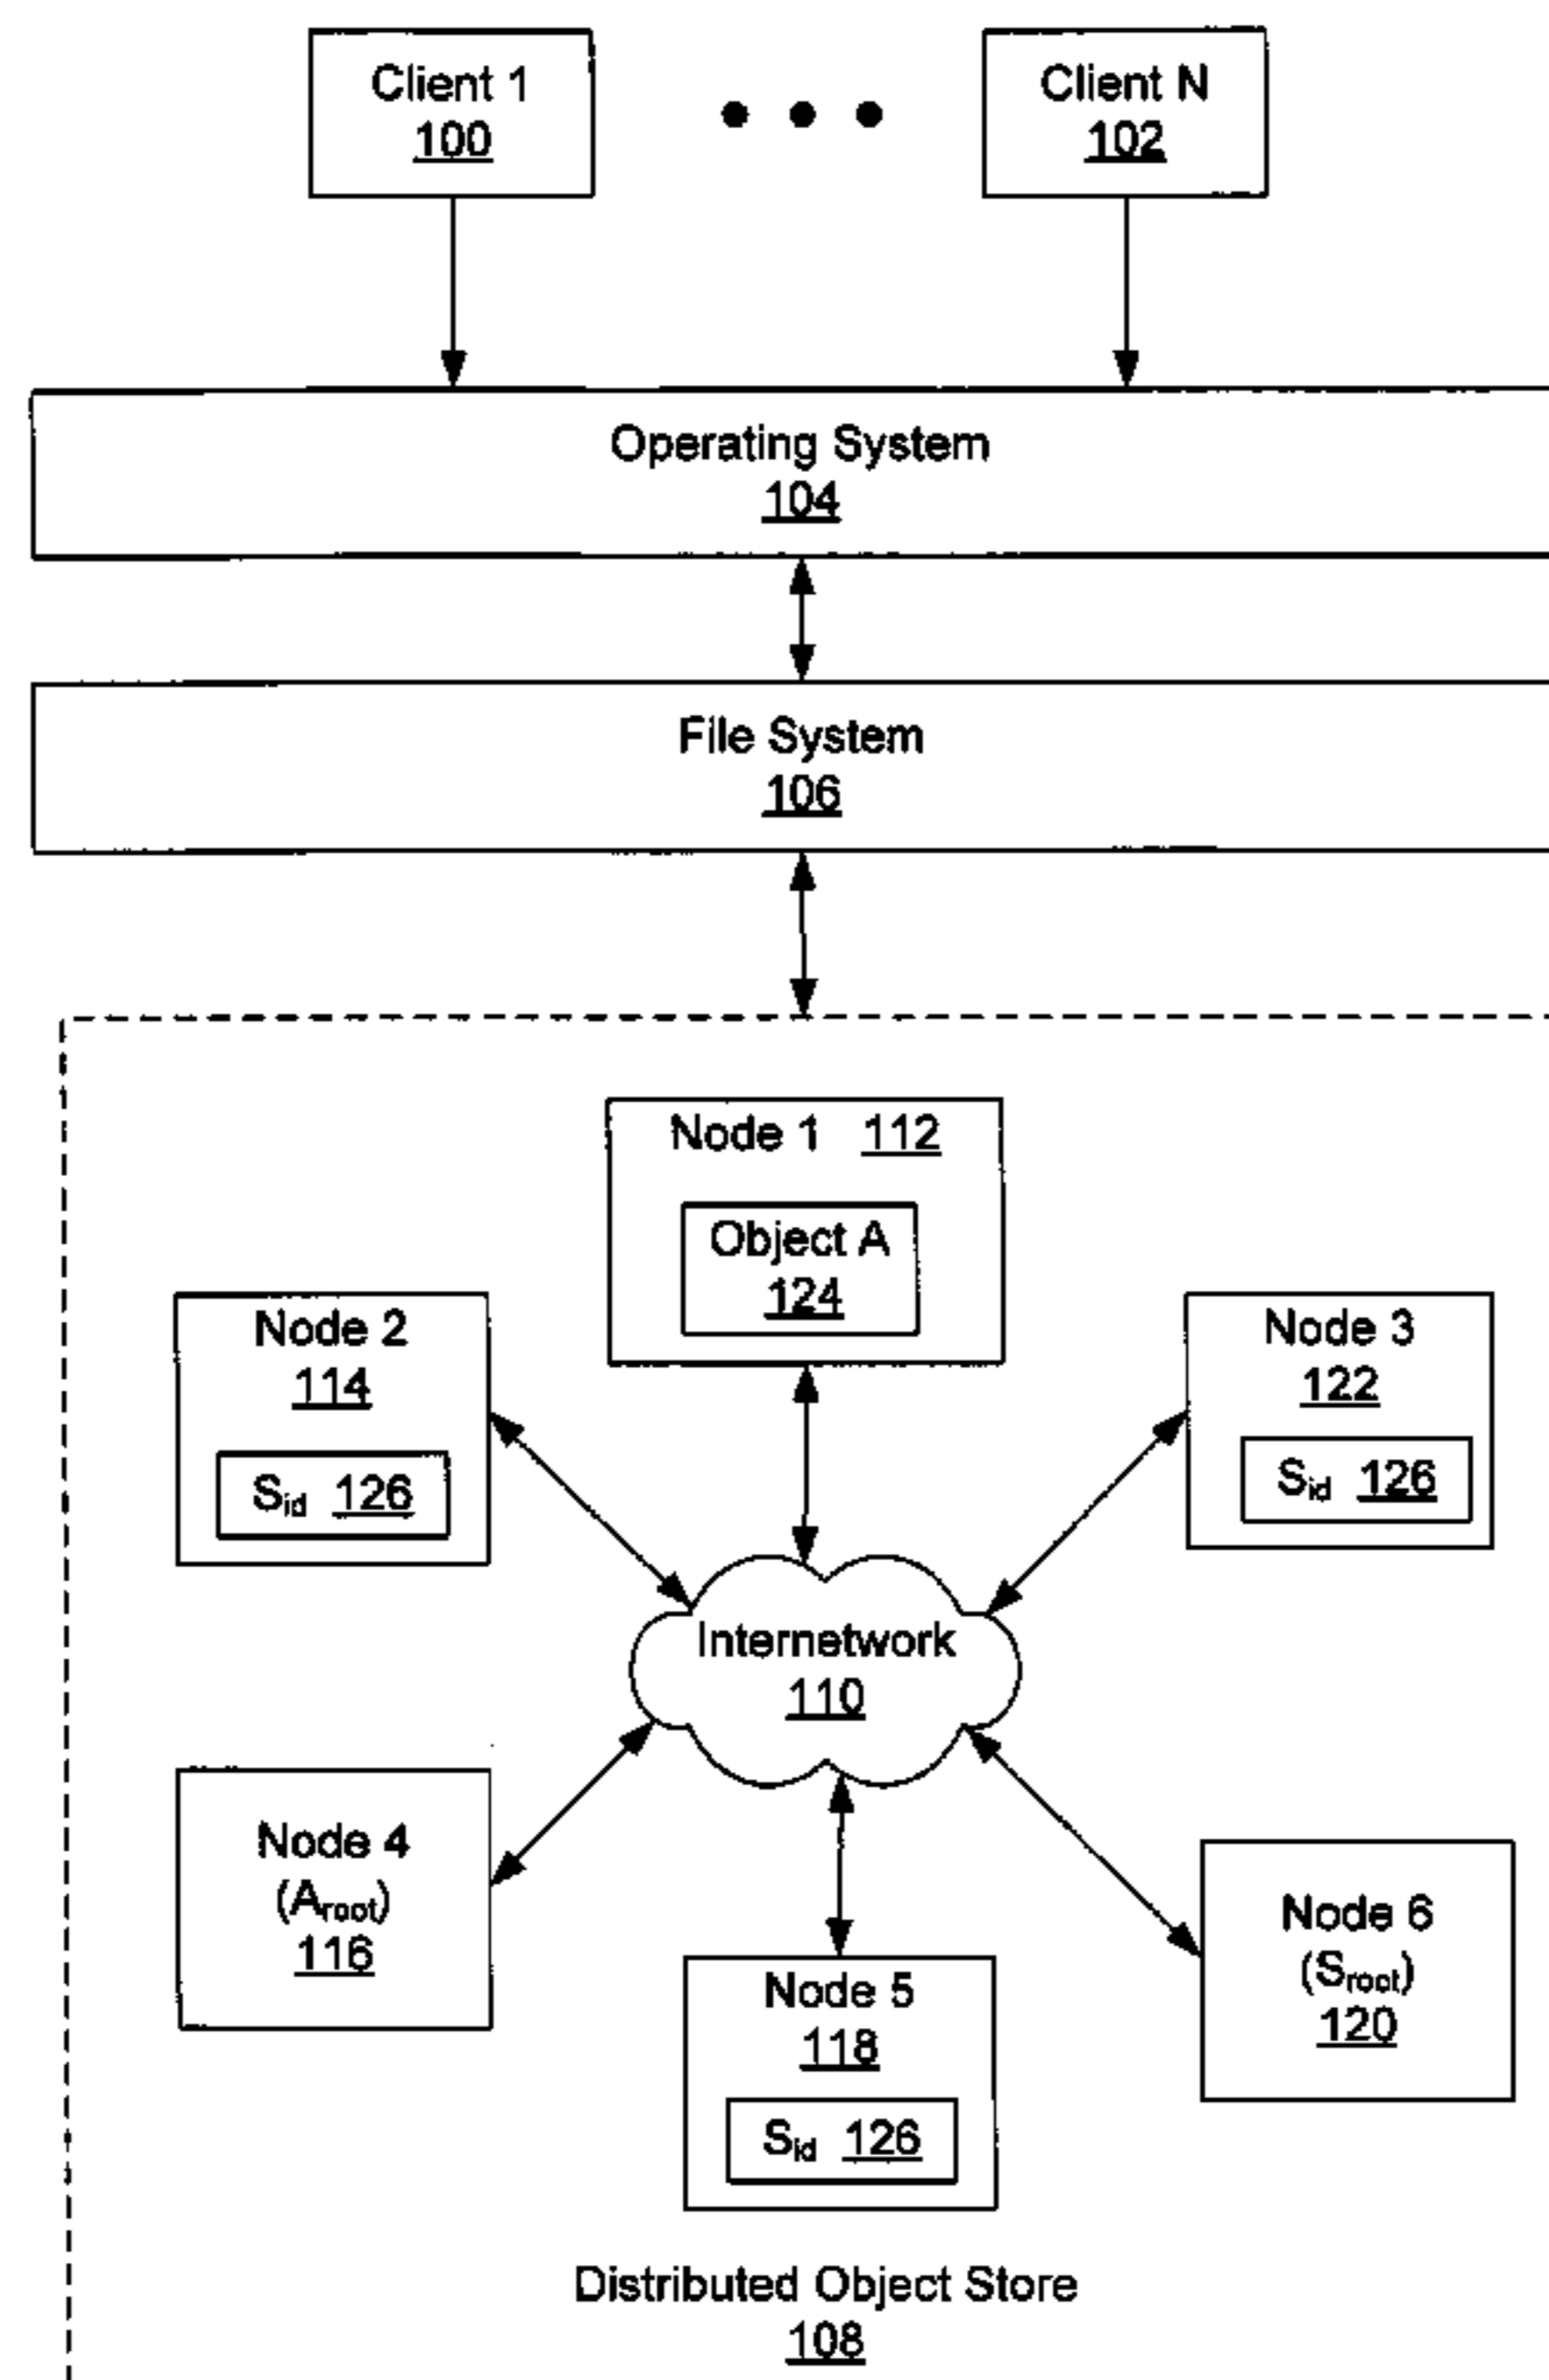 Client 1
100
Client N
102
Operating System
104
File System
106
Node 1 112
Object A
124
Node 2
114
Sid 126
Node 3
122
Sid 126
Internetwork
110
Node 4
(Aroot)
116
Node 5
118
Sid 126
Node 6
(Sroot)
120
Distributed Object Store
108